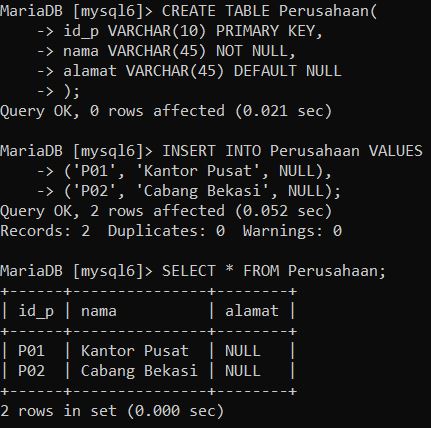 MariaDB [mysql6]> CREATE TABLE Perusahaan(
    -> id_p VARCHAR(10) PRIMARY KEY,
    -> nama VARCHAR(45) NOT NULL,
    -> alamat VARCHAR(45) DEFAULT NULL
    -> );
Query OK, 0 rows affected (0.021 sec)

MariaDB [mysql6]> INSERT INTO Perusahaan VALUES
    -> ('P01', 'Kantor Pusat', NULL),
    -> ('P02', 'Cabang Bekasi', NULL);
Query OK, 2 rows affected (0.052 sec)
Records: 2  Duplicates: 0  Warnings: 0

MariaDB [mysql6]> SELECT * FROM Perusahaan;
+------+---------------+--------+
| id_p | nama          | alamat |
+------+---------------+--------+
| P01  | Kantor Pusat  | NULL   |
| P02  | Cabang Bekasi | NULL   |
+------+---------------+--------+
2 rows in set (0.000 sec)